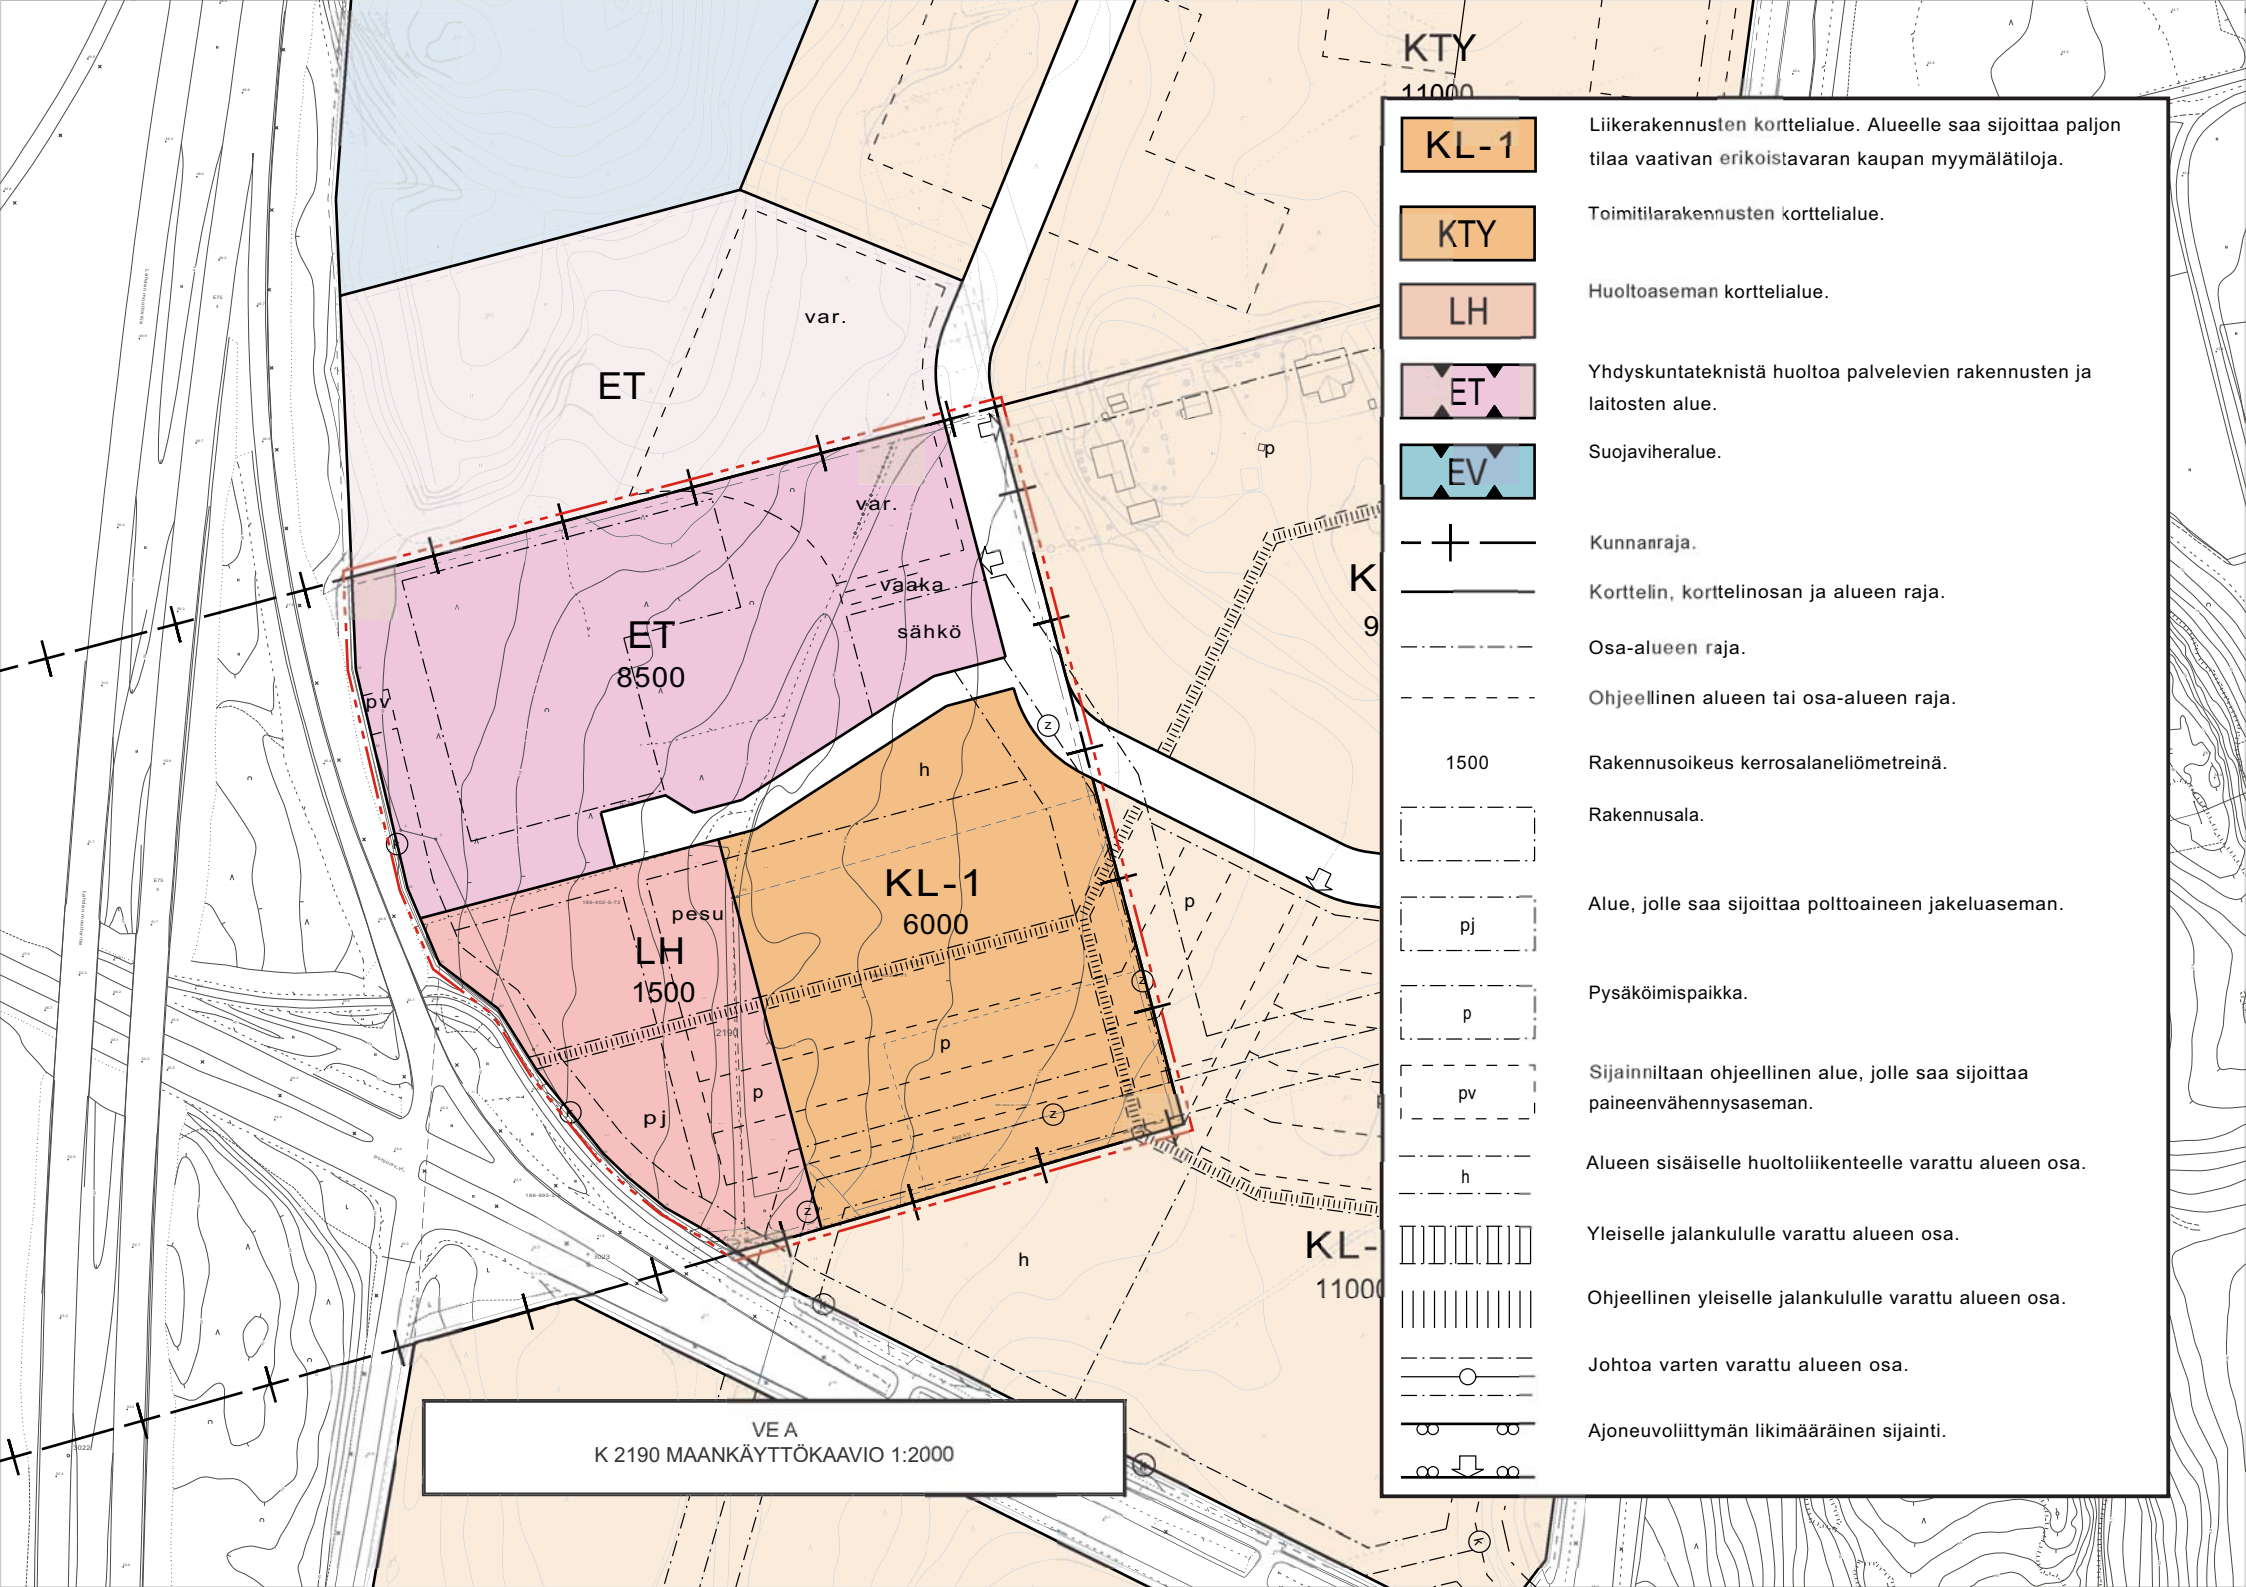 KTY
11000
var.
ET
p
var.
vaaka
sähkö
ET
8500
pv
K
9
z
h
KL-1
6000
p
pesu
LH
1500
2190
z
p
p
pj
z
z
k
h
KL-
11000
k
k
k
3023
3022
VE A
K 2190 MAANKÄYTTÖKAAVIO 1:2000
KL-1
Liikerakennusten korttelialue. Alueelle saa sijoittaa paljon
tilaa vaativan erikoistavaran kaupan myymälätiloja.
KTY
Toimitilarakennusten korttelialue.
LH
Huoltoaseman korttelialue.
ET
Yhdyskuntateknistä huoltoa palvelevien rakennusten ja
laitosten alue.
EV
Suojaviheralue.
Kunnanraja.
Korttelin, korttelinosan ja alueen raja.
Osa-alueen raja.
Ohjeellinen alueen tai osa-alueen raja.
1500
Rakennusoikeus kerrosalaneliömetreinä.
Rakennusala.
pj
Alue, jolle saa sijoittaa polttoaineen jakeluaseman.
p
Pysäköimispaikka.
pv
Sijainniltaan ohjeellinen alue, jolle saa sijoittaa
paineenvähennysaseman.
h
Alueen sisäiselle huoltoliikenteelle varattu alueen osa.
Yleiselle jalankululle varattu alueen osa.
Ohjeellinen yleiselle jalankululle varattu alueen osa.
Johtoa varten varattu alueen osa.
Ajoneuvoliittymän likimääräinen sijainti.